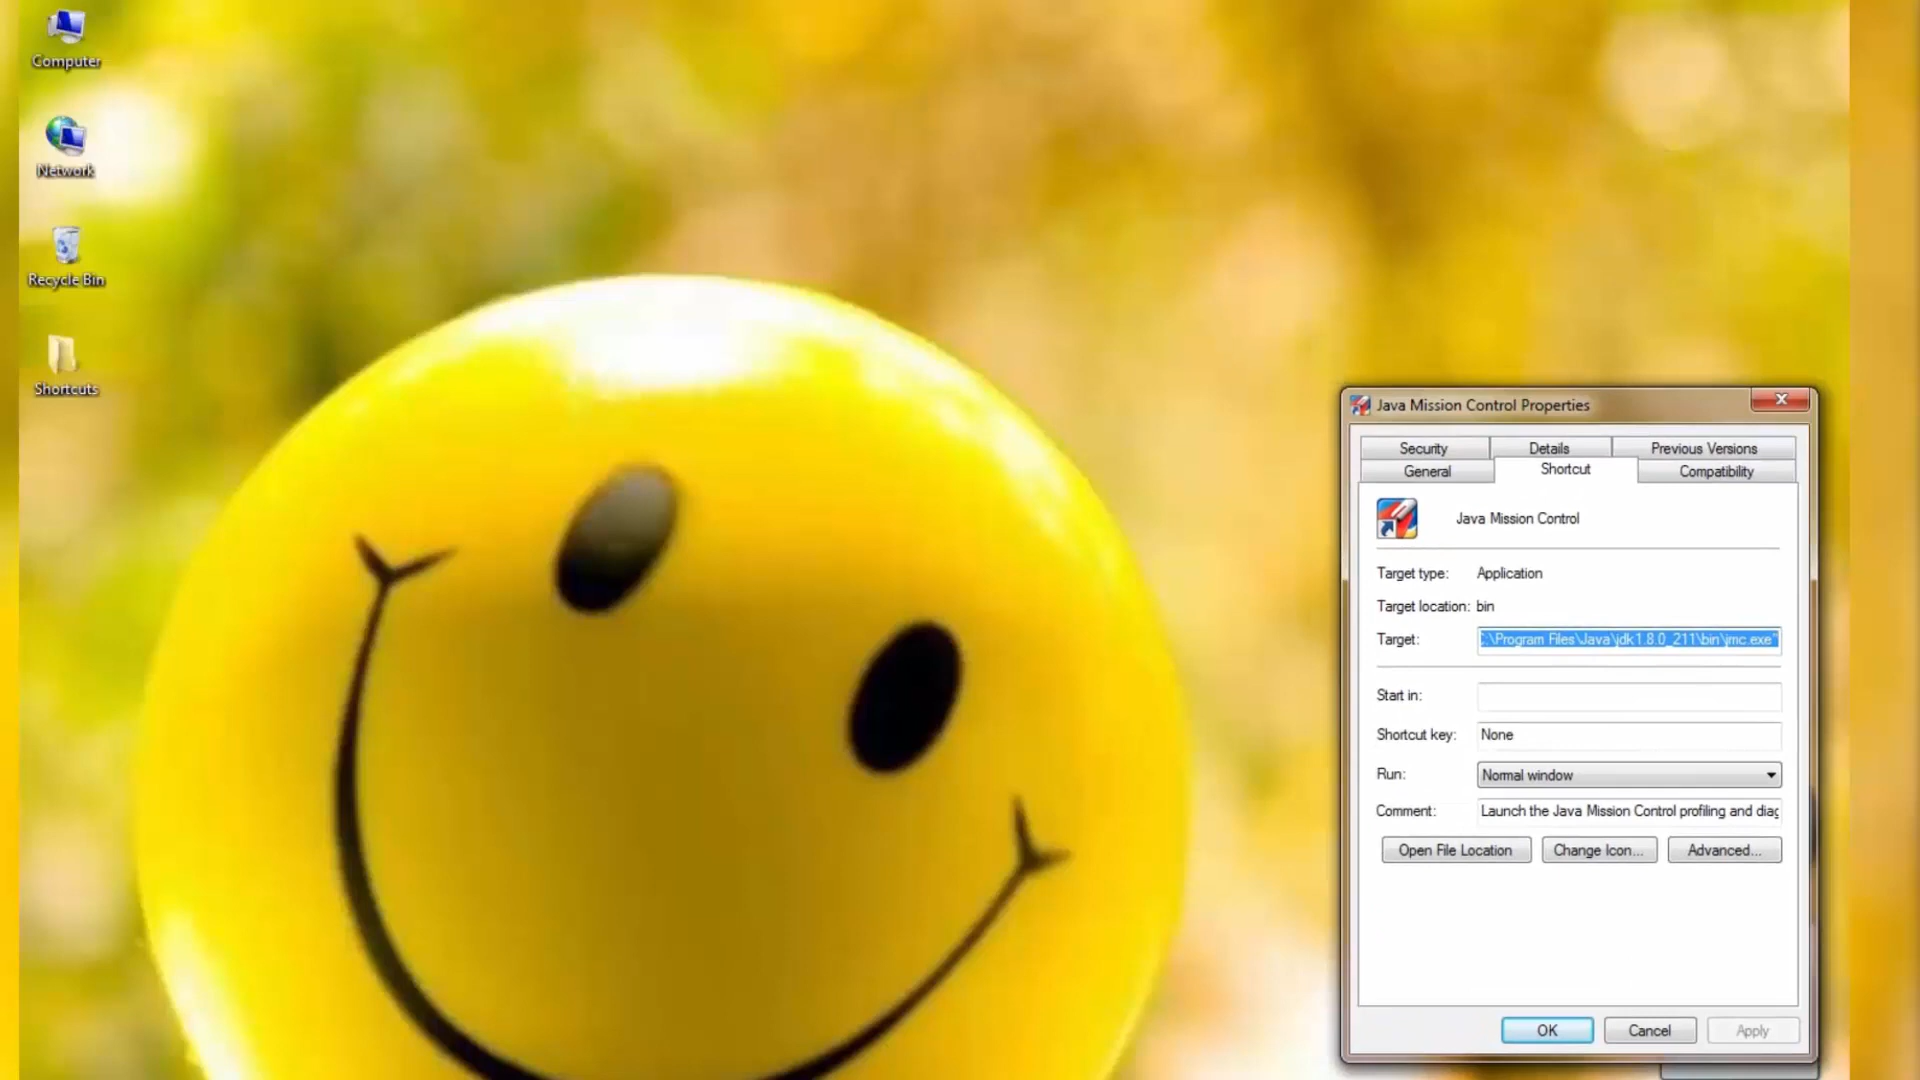 Computer
Network
Recycle Bin
Shortcuts
Java Mission Control Properties
Security Details Previous Versions
General Shortcut Compatibility
Java Mission Control
Target type: Application
Target location: bin
Target: :\Program Files\Java\jdk1.8.0_211\bin\jmc.exe"
Start in:
Shortcut key: None
Run: Normal window
Comment: Launch the Java Mission Control profiling and diag
Open File Location Change Icon... Advanced...
OK Cancel Apply